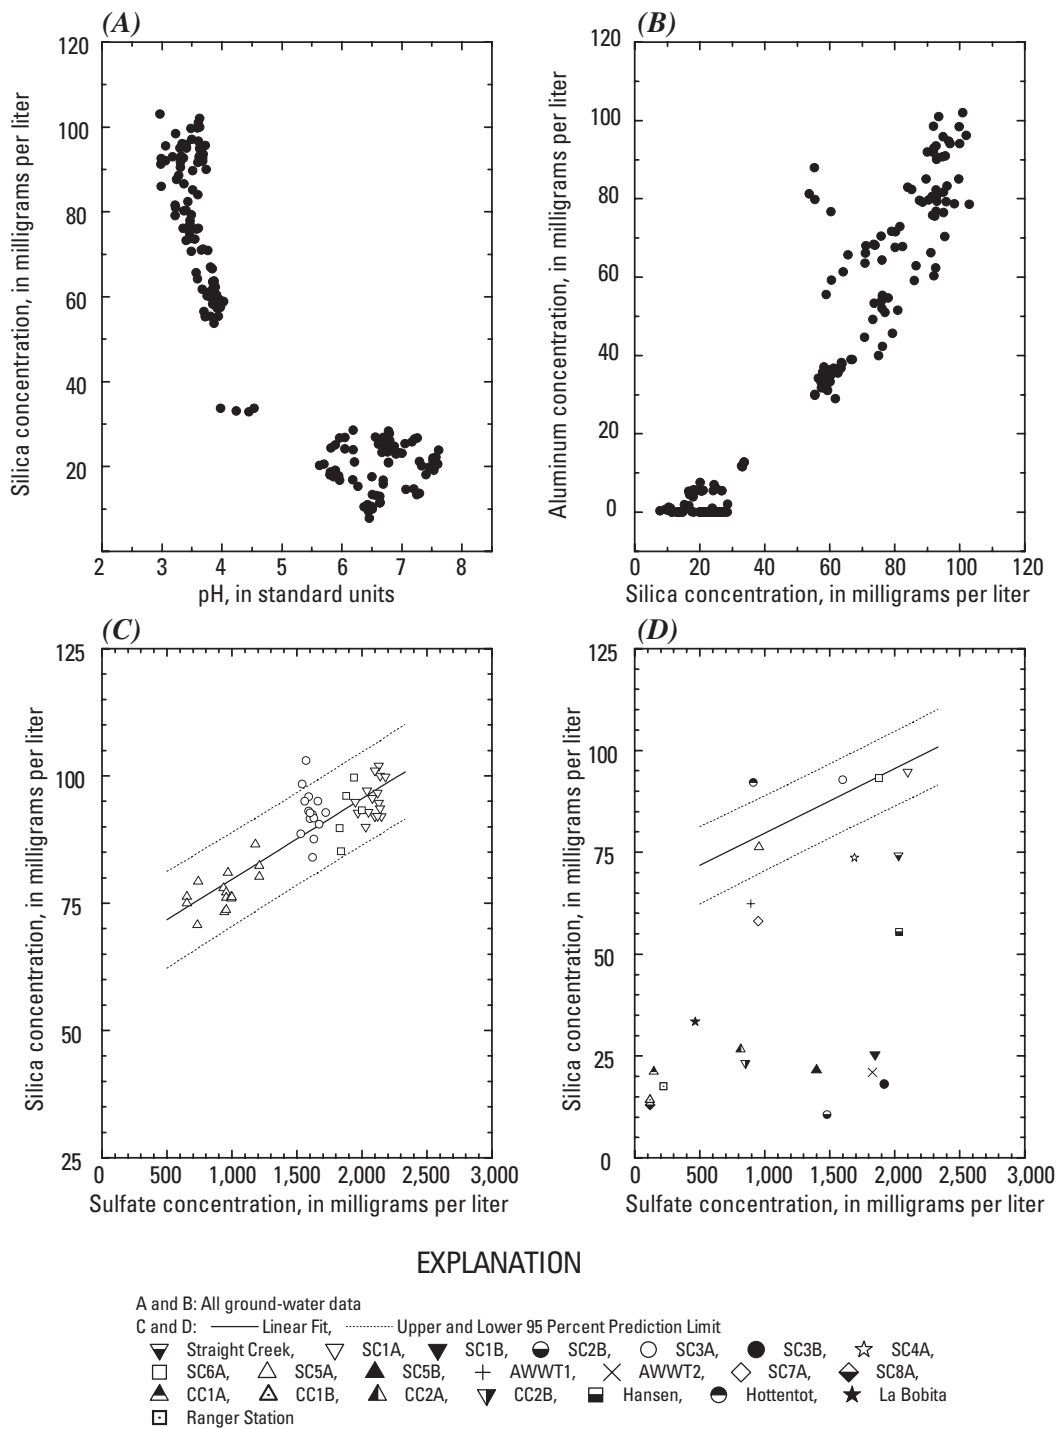 (A)
120
100
80
60
40
20
2 3 4 5 6 7 8
Silica concentration, in milligrams per liter
pH, in standard units
(B)
120
100
80
60
40
20
0
0 20 40 60 80 100 120
Aluminum concentration, in milligrams per liter
Silica concentration, in milligrams per liter
(C)
125
100
75
50
25
0 500 1,000 1,500 2,000 2,500 3,000
Silica concentration, in milligrams per liter
Sulfate concentration, in milligrams per liter
(D)
125
100
75
50
25
0
0 500 1,000 1,500 2,000 2,500 3,000
Silica concentration, in milligrams per liter
Sulfate concentration, in milligrams per liter
EXPLANATION
A and B: All ground-water data
C and D: Linear Fit, Upper and Lower 95 Percent Prediction Limit
Straight Creek, SC1A, SC1B, SC2B, SC3A, SC3B, SC4A,
SC6A, SC5A, SC5B, AWWT1, AWWT2, SC7A, SC8A,
CC1A, CC1B, CC2A, CC2B, Hansen, Hottentot, La Bobita
Ranger Station